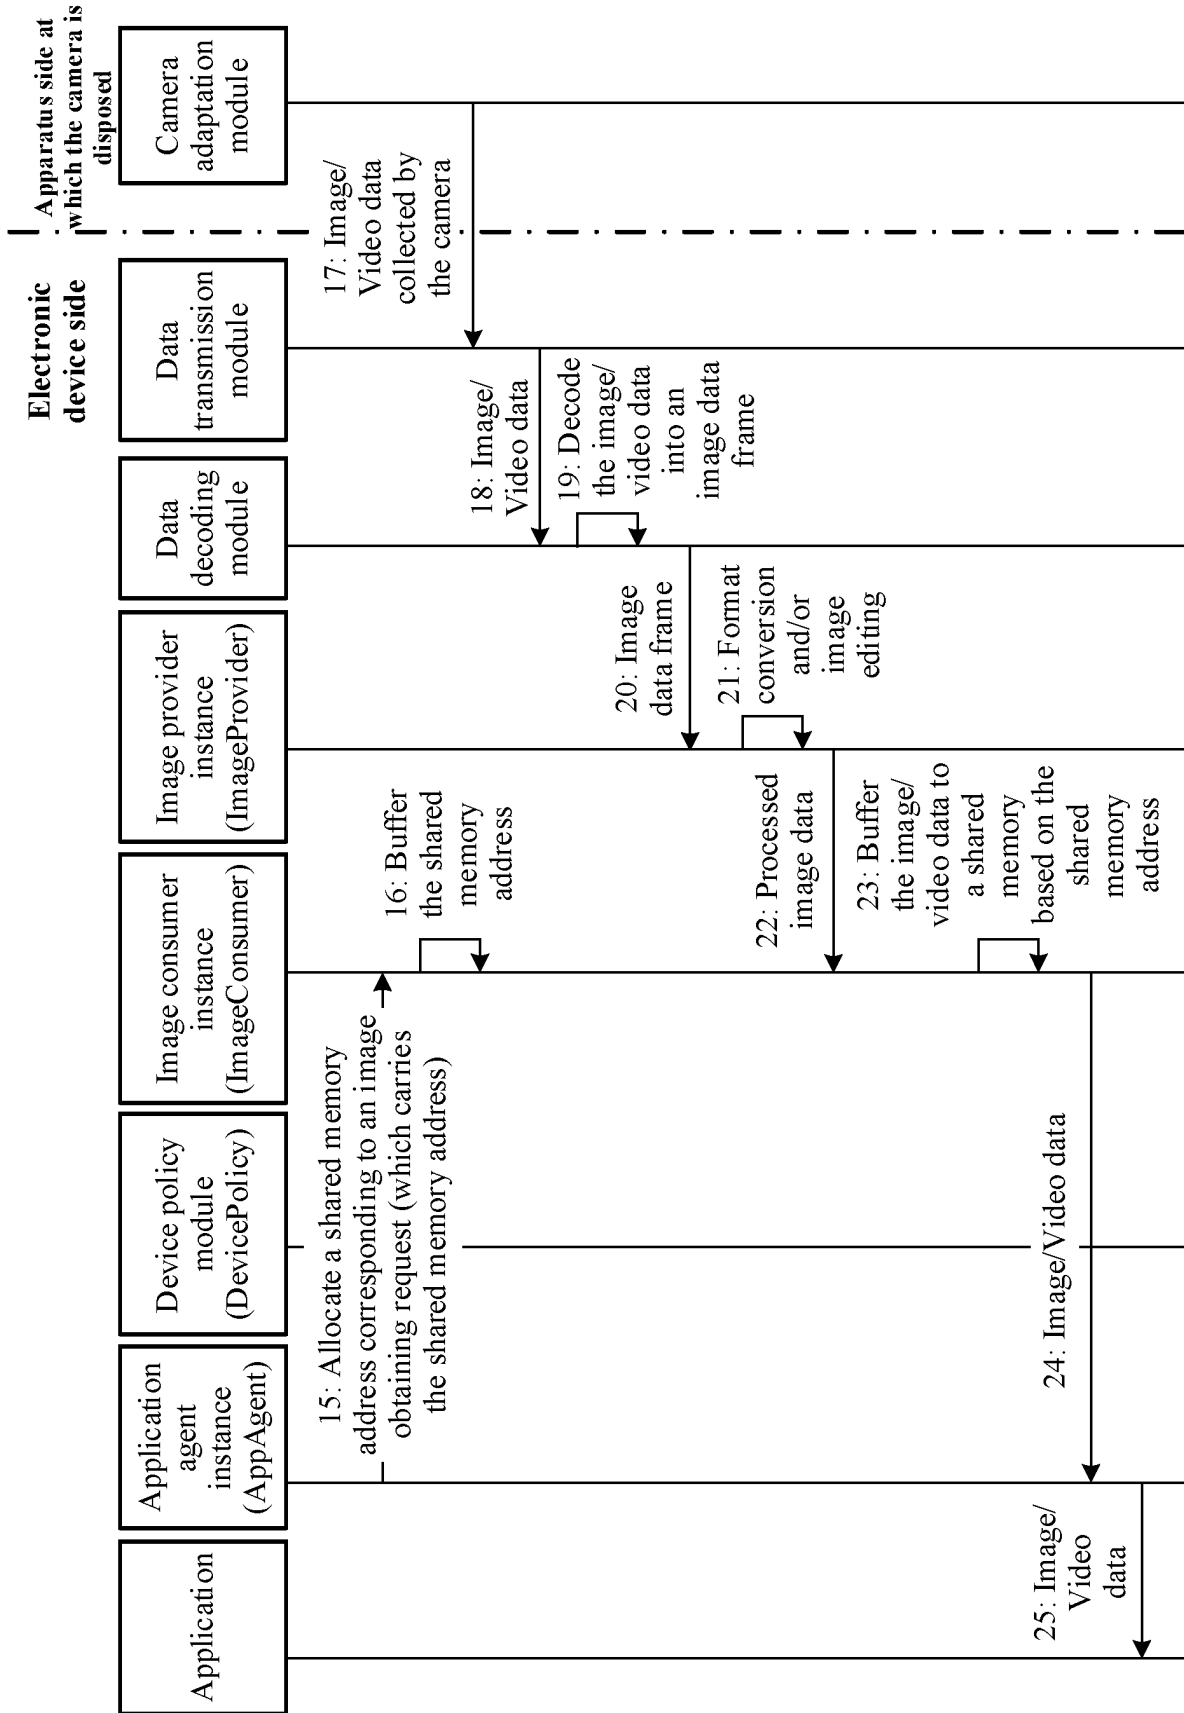 Electronic
device side
Apparatus side at
which the camera is
disposed
Application
Application
agent
instance
(AppAgent)
Device policy
module
(DevicePolicy)
Image consumer
instance
(ImageConsumer)
Image provider
instance
(ImageProvider)
Data
decoding
module
Data
transmission
module
Camera
adaptation
module
15: Allocate a shared memory
address corresponding to an image
obtaining request (which carries
the shared memory address)
16: Buffer
the shared
memory
address
17: Image/
Video data
collected by
the camera
18: Image/
Video data
19: Decode
the image/
video data
into an
image data
frame
20: Image
data frame
21: Format
conversion
and/or
image
editing
22: Processed
image data
23: Buffer
the image/
video data to
a shared
memory
based on the
shared
memory
address
24: Image/Video data
25: Image/
Video
data